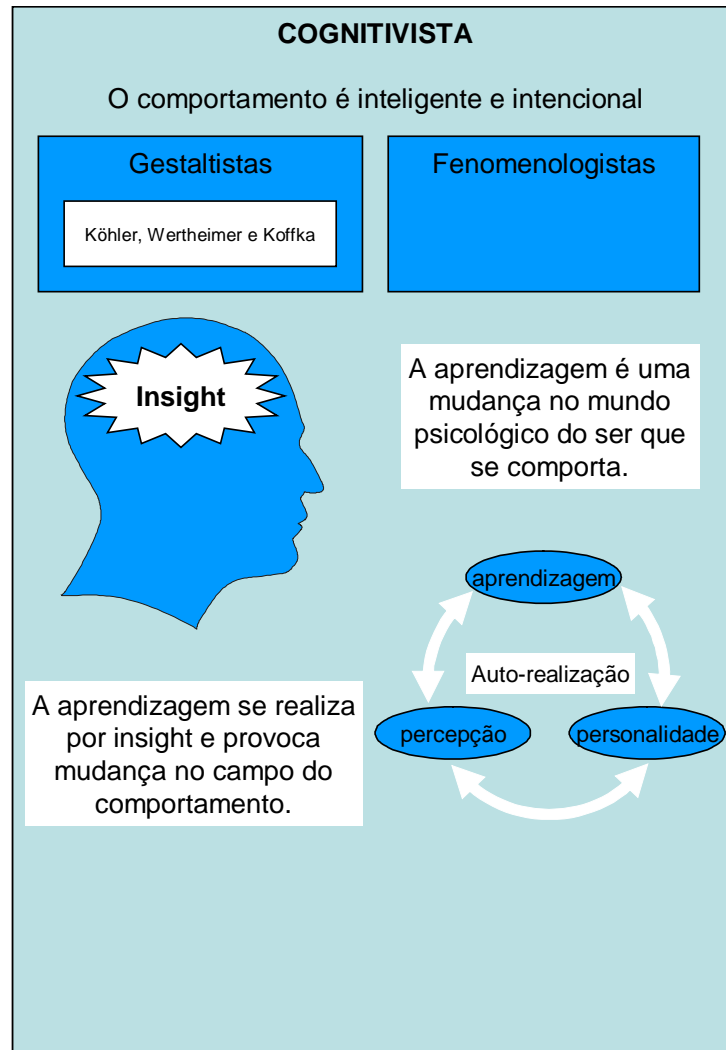 COGNITIVISTA
O comportamento é inteligente e intencional
Gestaltistas
Köhler, Wertheimer e Koffka
Fenomenologistas
Insight
A aprendizagem se realiza
por insight e provoca
mudança no campo do
comportamento.
A aprendizagem é uma
mudança no mundo
psicológico do ser que
se comporta.
aprendizagem
Auto-realização
percepção
personalidade